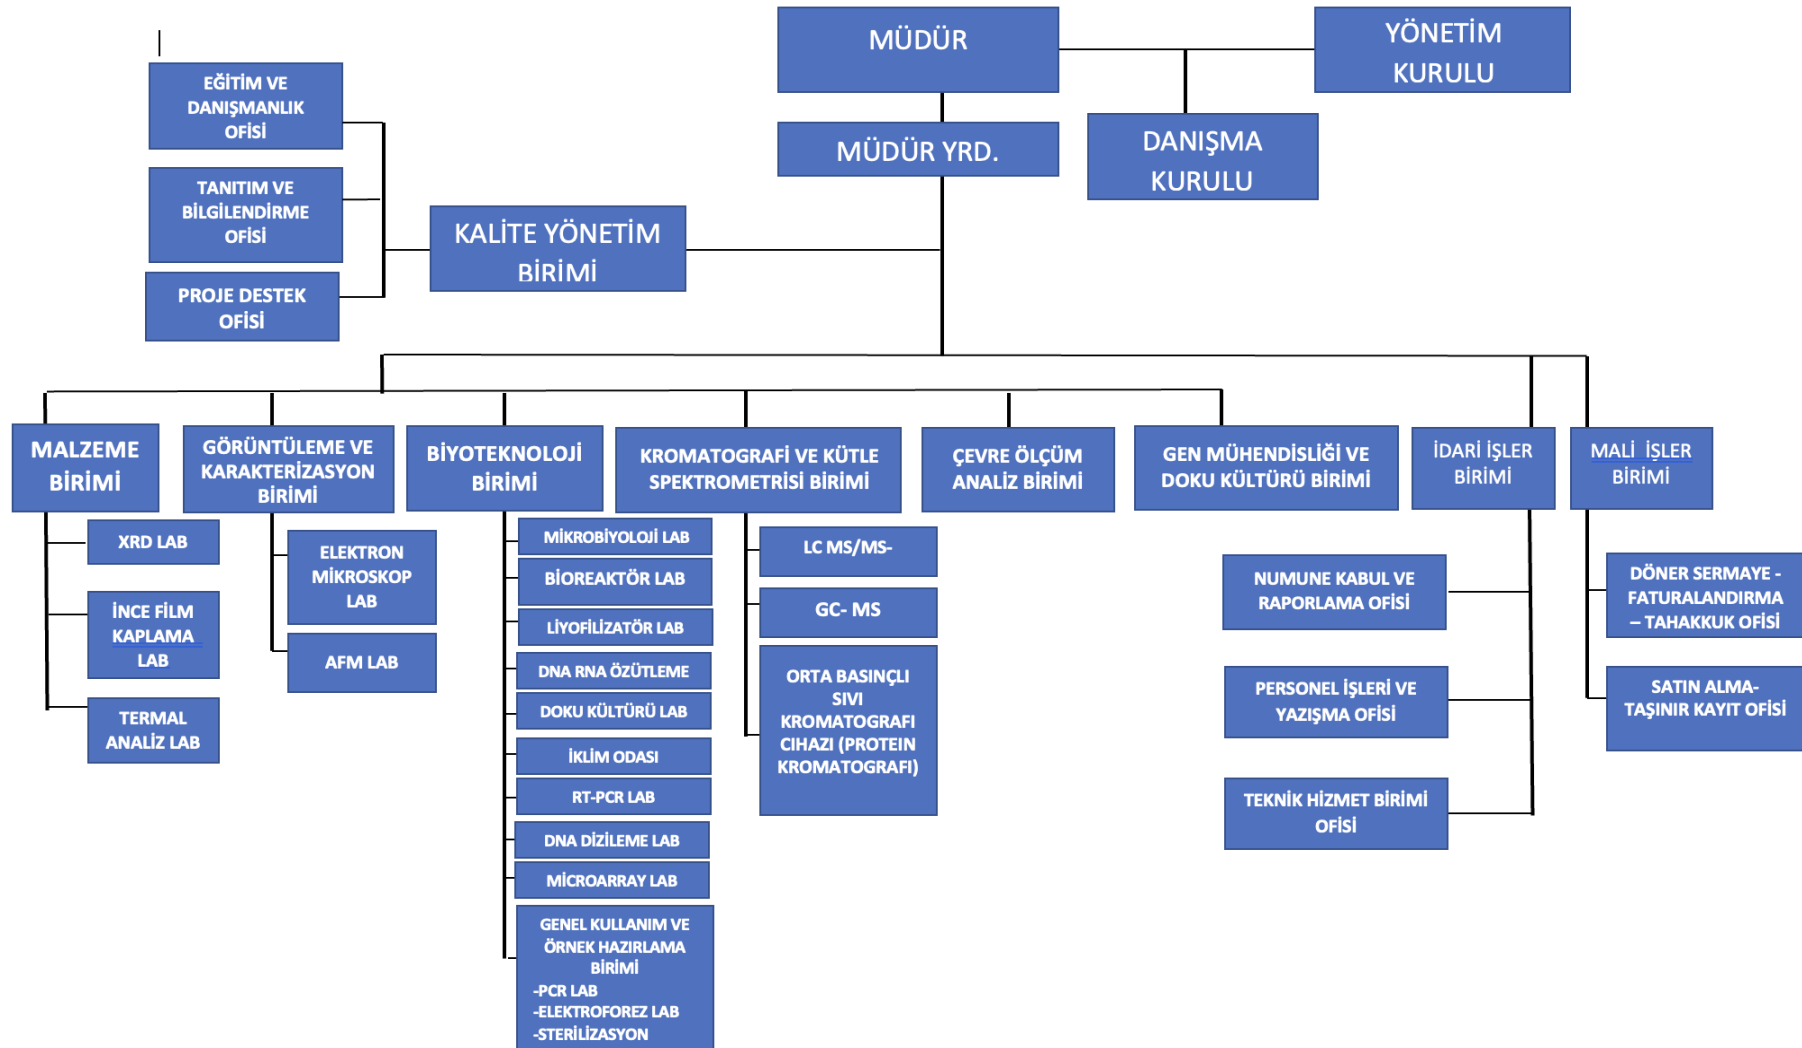 MÜDÜR
YÖNETİM
KURULU
MÜDÜR YRD.
DANIŞMA
KURULU
EĞİTİM VE
DANIŞMANLIK
OFİSİ
TANITIM VE
BİLGİLENDİRME
OFİSİ
PROJE DESTEK
OFİSİ
KALİTE YÖNETİM
BİRİMİ
MALZEME
BİRİMİ
XRD LAB
İNCE FİLM
KAPLAMA
LAB
TERMAL
ANALİZ LAB
GÖRÜNTÜLEME VE
KARAKTERİZASYON
BİRİMİ
ELEKTRON
MİKROSKOP
LAB
AFM LAB
BİYOTEKNOLOJİ
BİRİMİ
MİKROBİYOLOJİ LAB
BİOREAKTÖR LAB
LİYOFİLİZATÖR LAB
DNA RNA ÖZÜTLEME
DOKU KÜLTÜRÜ LAB
İKLİM ODASI
RT-PCR LAB
DNA DİZİLEME LAB
MİCROARRAY LAB
GENEL KULLANIM VE
ÖRNEK HAZIRLAMA
BİRİMİ
-PCR LAB
-ELEKTROFOREZ LAB
-STERİLİZASYON
KROMATOGRAFİ VE KÜTLE
SPEKTROMETRİSİ BİRİMİ
LC MS/MS-
GC- MS
ORTA BASINÇLI
SIVI
KROMATOGRAFI
CIHAZI (PROTEIN
KROMATOGRAFI)
ÇEVRE ÖLÇÜM
ANALİZ BİRİMİ
GEN MÜHENDİSLİĞİ VE
DOKU KÜLTÜRÜ BİRİMİ
İDARİ İŞLER
BİRİMİ
NUMUNE KABUL VE
RAPORLAMA OFİSİ
PERSONEL İŞLERİ VE
YAZIŞMA OFİSİ
TEKNİK HİZMET BİRİMİ
OFİSİ
MALİ  İŞLER
BİRİMİ
DÖNER SERMAYE -
FATURALANDIRMA
– TAHAKKUK OFİSİ
SATIN ALMA-
TAŞINIR KAYIT OFİSİ